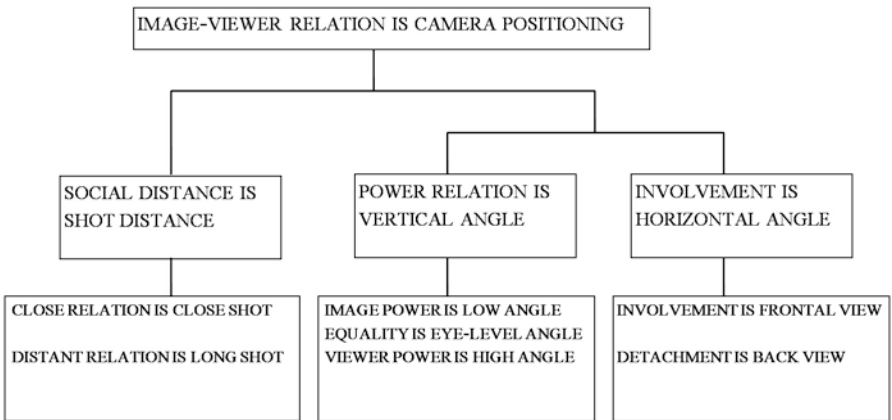 IMAGE-VIEWER RELATION IS CAMERA POSITIONING
SOCIAL DISTANCE IS
SHOT DISTANCE
POWER RELATION IS
VERTICAL ANGLE
INVOLVEMENT IS
HORIZONTAL ANGLE
CLOSE RELATION IS CLOSE SHOT
DISTANT RELATION IS LONG SHOT
IMAGE POWER IS LOW ANGLE
EQUALITY IS EYE-LEVEL ANGLE
VIEWER POWER IS HIGH ANGLE
INVOLVEMENT IS FRONTAL VIEW
DETACHMENT IS BACK VIEW